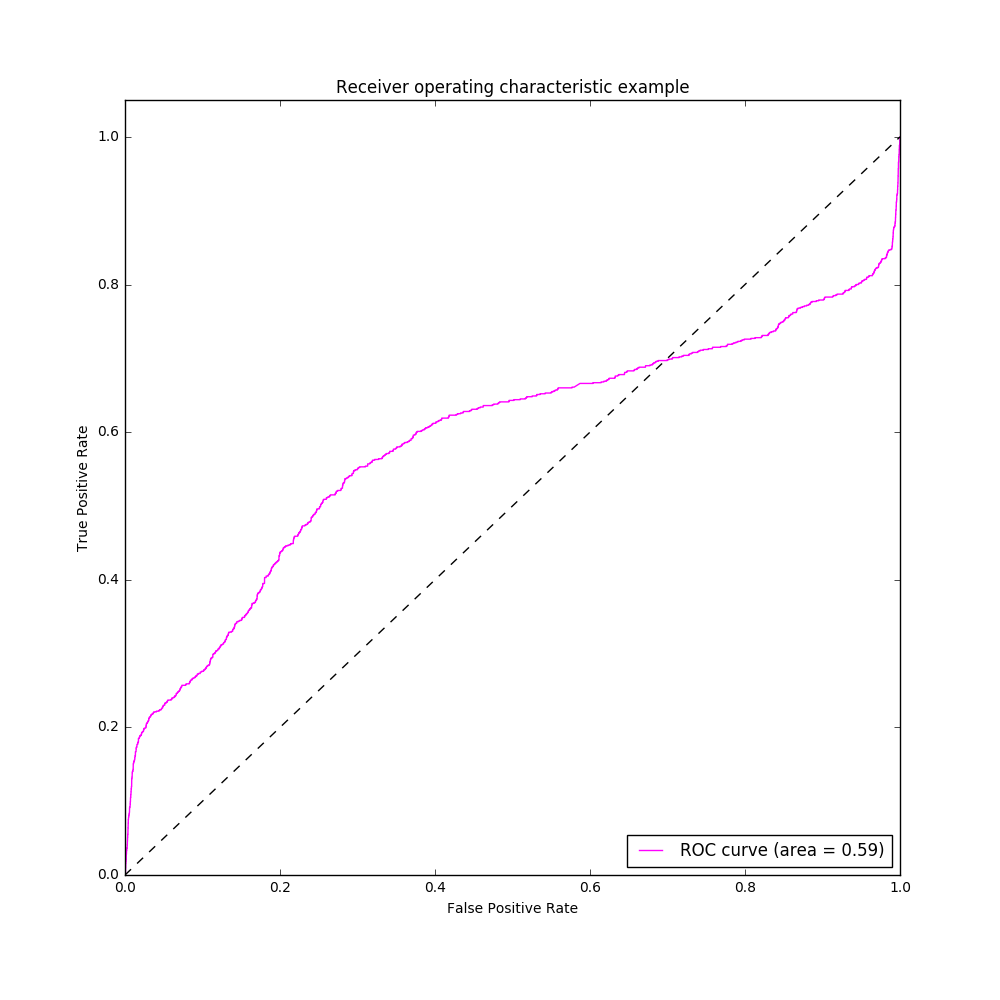 Receiver operating characteristic example
1.0
0.8
0.6
0.4
0.2
0.0
True Positive Rate
0.0 0.2 0.4 0.6 0.8 1.0
False Positive Rate
ROC curve (area = 0.59)